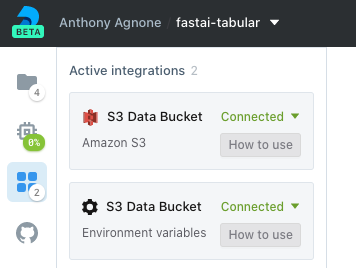 BETA
Anthony Agnone / fastai-tabular
Active integrations 2
4
0%
2
S3 Data Bucket Connected
Amazon S3 How to use
S3 Data Bucket Connected
Environment variables How to use